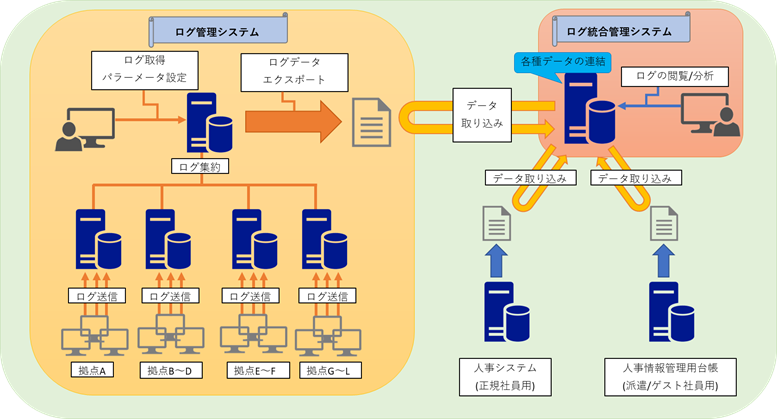 ログ管理システム
ログ取得
パラーメータ設定
ログデータ
エクスポート
ログ集約
ログ送信
ログ送信
ログ送信
ログ送信
拠点A
拠点B～D
拠点E～F
拠点G～L
データ
取り込み
ログ統合管理システム
各種データの連結
ログの閲覧/分析
データ取り込み
データ取り込み
人事システム
(正規社員用)
人事情報管理用台帳
(派遣/ゲスト社員用)